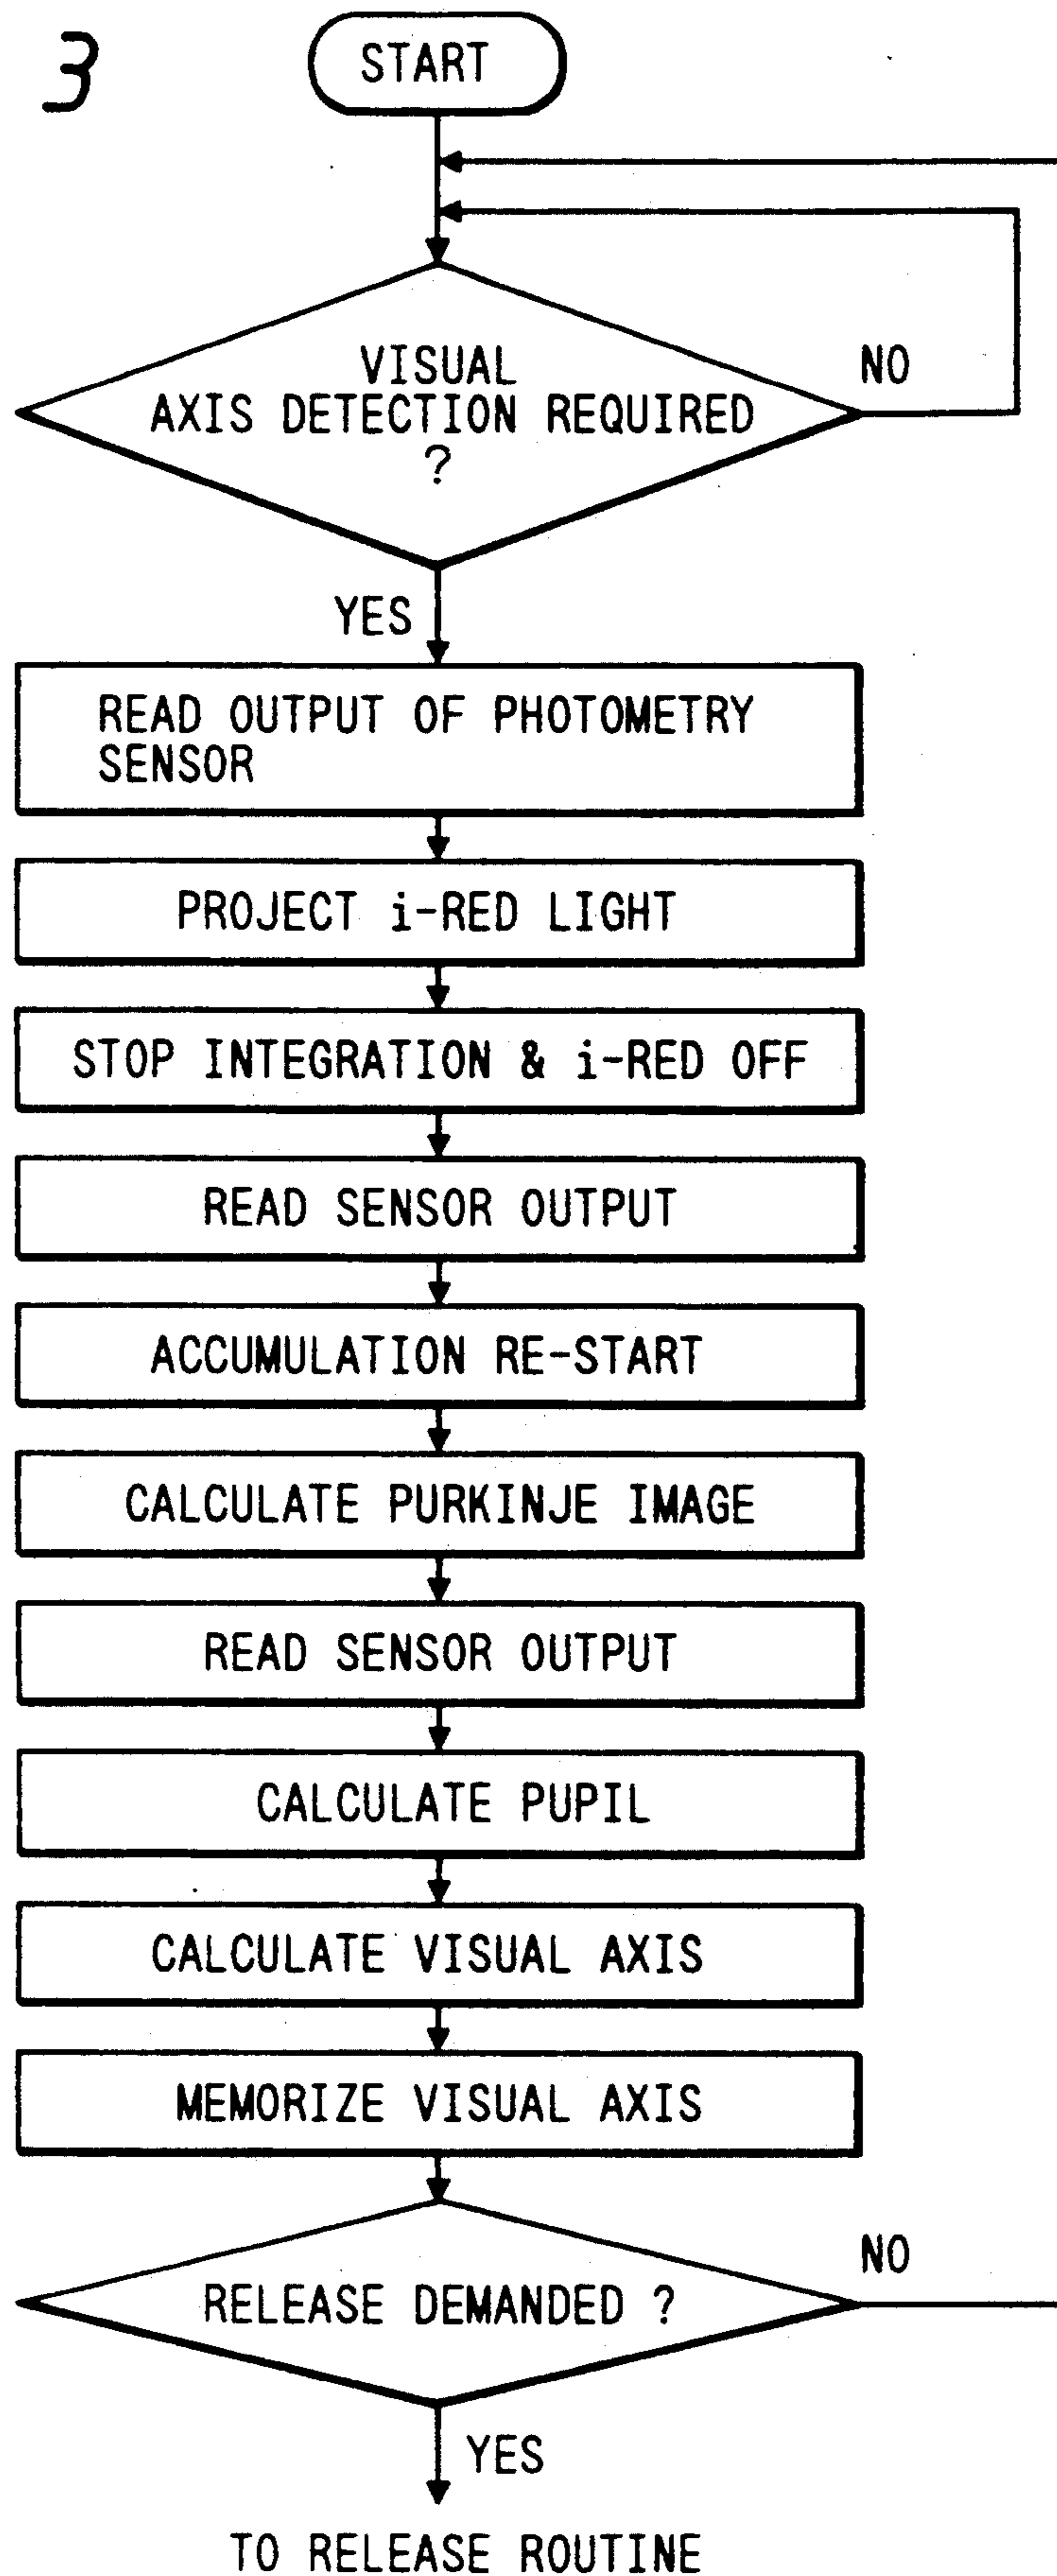 3
START
VISUAL
AXIS DETECTION REQUIRED
?
NO
YES
READ OUTPUT OF PHOTOMETRY
SENSOR
PROJECT i-RED LIGHT
STOP INTEGRATION & i-RED OFF
READ SENSOR OUTPUT
ACCUMULATION RE-START
CALCULATE PURKINJE IMAGE
READ SENSOR OUTPUT
CALCULATE PUPIL
CALCULATE VISUAL AXIS
MEMORIZE VISUAL AXIS
RELEASE DEMANDED ?
NO
YES
TO RELEASE ROUTINE